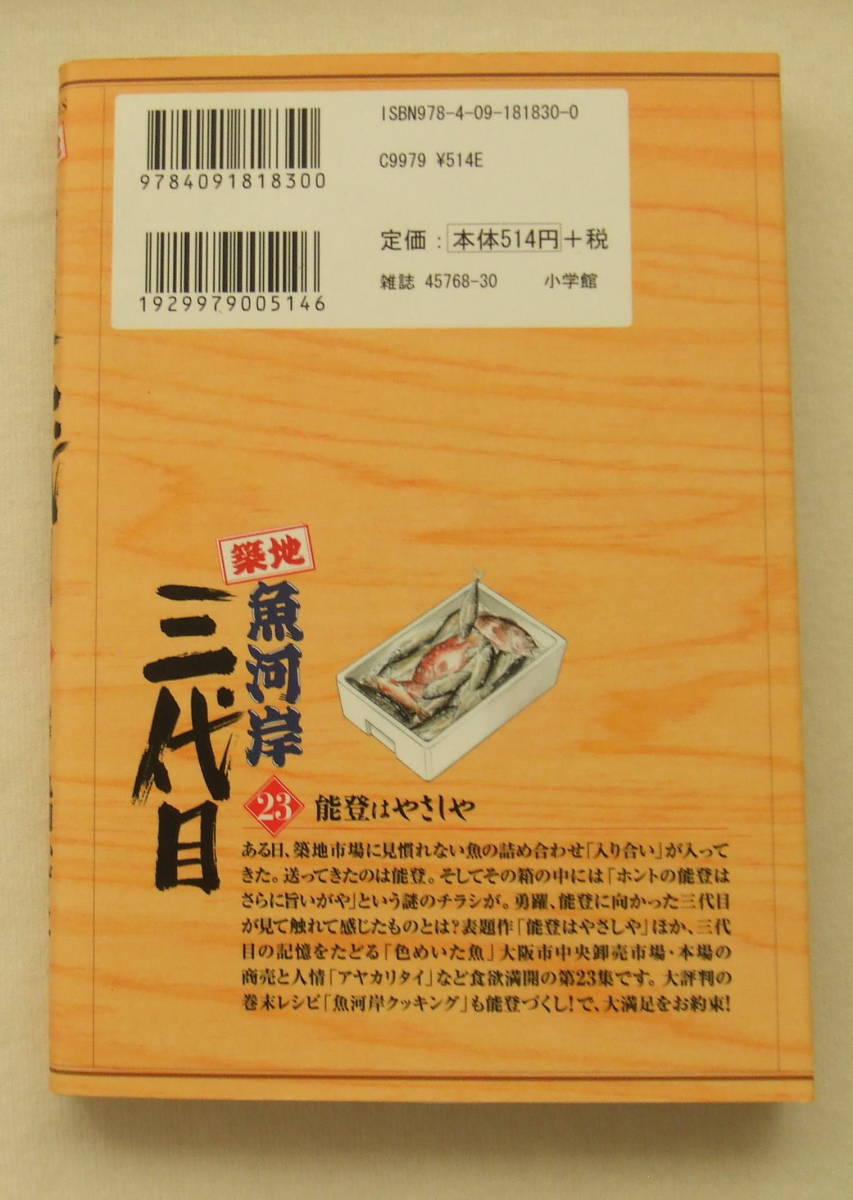 ISBN978-4-09-181830-0
9784091818300
C9979 ¥514E
1929979005146
定価：本体514円+税
雑誌 45768-30 小学館
築地
魚河岸
三代目
23 能登はやさしや
ある日、築地市場に見慣れない魚の詰め合わせ「入り合い」が入って
きた。送ってきたのは能登。そしてその箱の中には「ホントの能登は
さらに旨いがや」という謎のチラシが。勇躍、能登に向かった三代目
が見て触れて感じたものとは?表題作「能登はやさしや」ほか、三代
目の記憶をたどる「色めいた魚」大阪市中央卸売市場・本場の
商売と人情「アヤカリタイ」など食欲満開の第23集です。大評判の
巻末レシピ「魚河岸クッキング」も能登づくし!で、大満足をお約束!